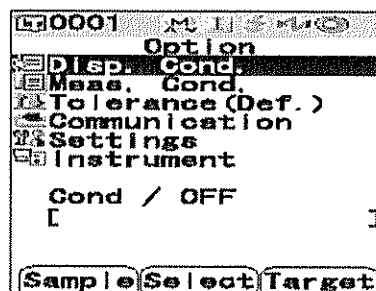 0001
Option
Disp. Cond.
Meas. Cond.
Tolerance(Def.)
Communication
Settings
Instrument
Cond / OFF
[ ]
Sample Select Target